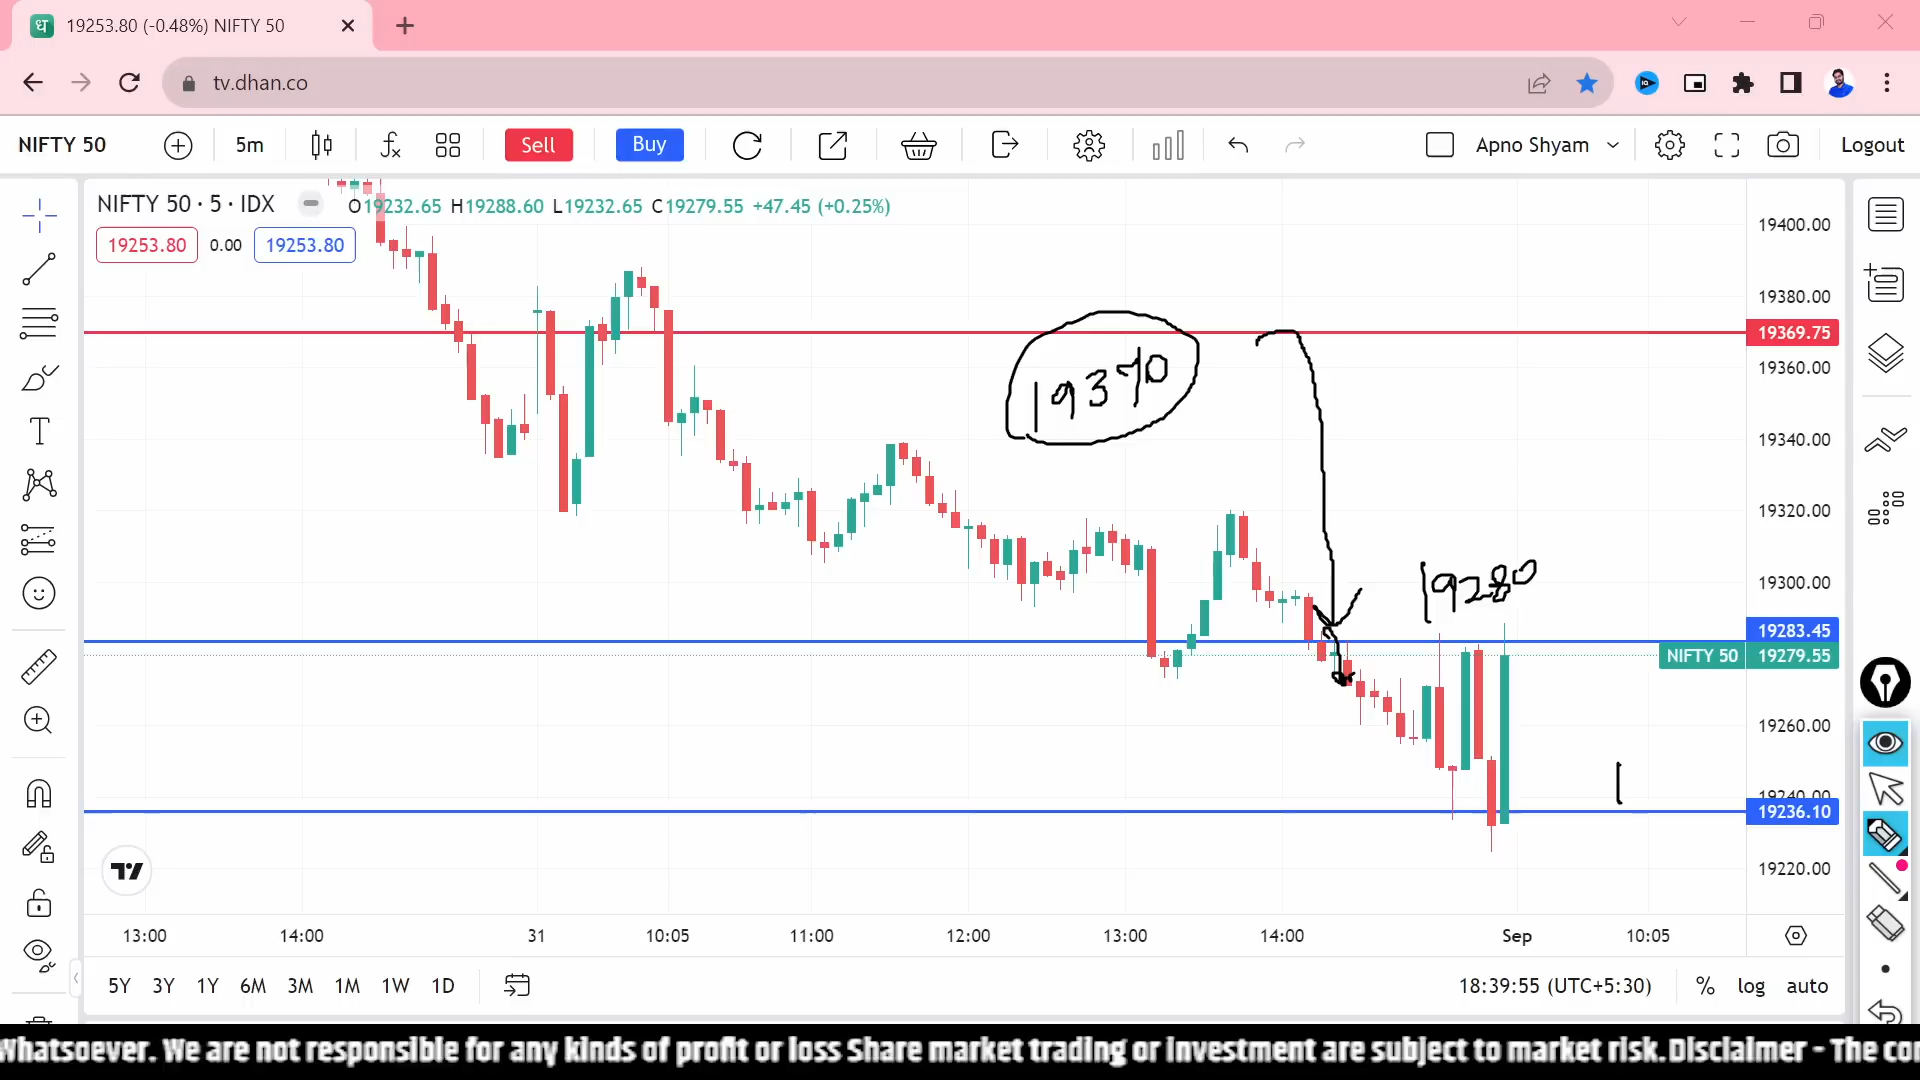 19253.80 (-0.48%) NIFTY 50
tv.dhan.co
NIFTY 50 5m Sell Buy Apno Shyam Logout
NIFTY 50 · 5 · IDX O19232.65 H19288.60 L19232.65 C19279.55 +47.45 (+0.25%)
19253.80 0.00 19253.80
19400.00
19380.00
19369.75
19360.00
19370
19340.00
19320.00
19300.00
19280
19283.45
NIFTY 50 19279.55
19260.00
19240.00
19236.10
19220.00
13:00 14:00 31 10:05 11:00 12:00 13:00 14:00 Sep 10:05
5Y 3Y 1Y 6M 3M 1M 1W 1D 18:39:55 (UTC+5:30) % log auto
Whatsoever. We are not responsible for any kinds of profit or loss Share market trading or investment are subject to market risk.Disclaimer - The co